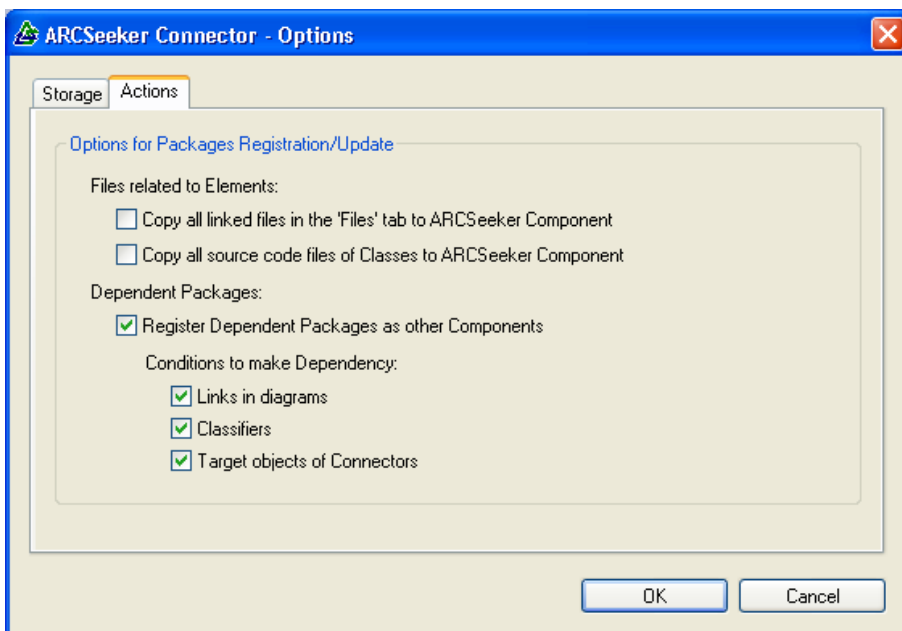 ARCSeeker Connector - Options
Storage
Actions
Options for Packages Registration/Update
Files related to Elements:
Copy all linked files in the 'Files' tab to ARCSeeker Component
Copy all source code files of Classes to ARCSeeker Component
Dependent Packages:
Register Dependent Packages as other Components
Conditions to make Dependency:
Links in diagrams
Classifiers
Target objects of Connectors
OK
Cancel